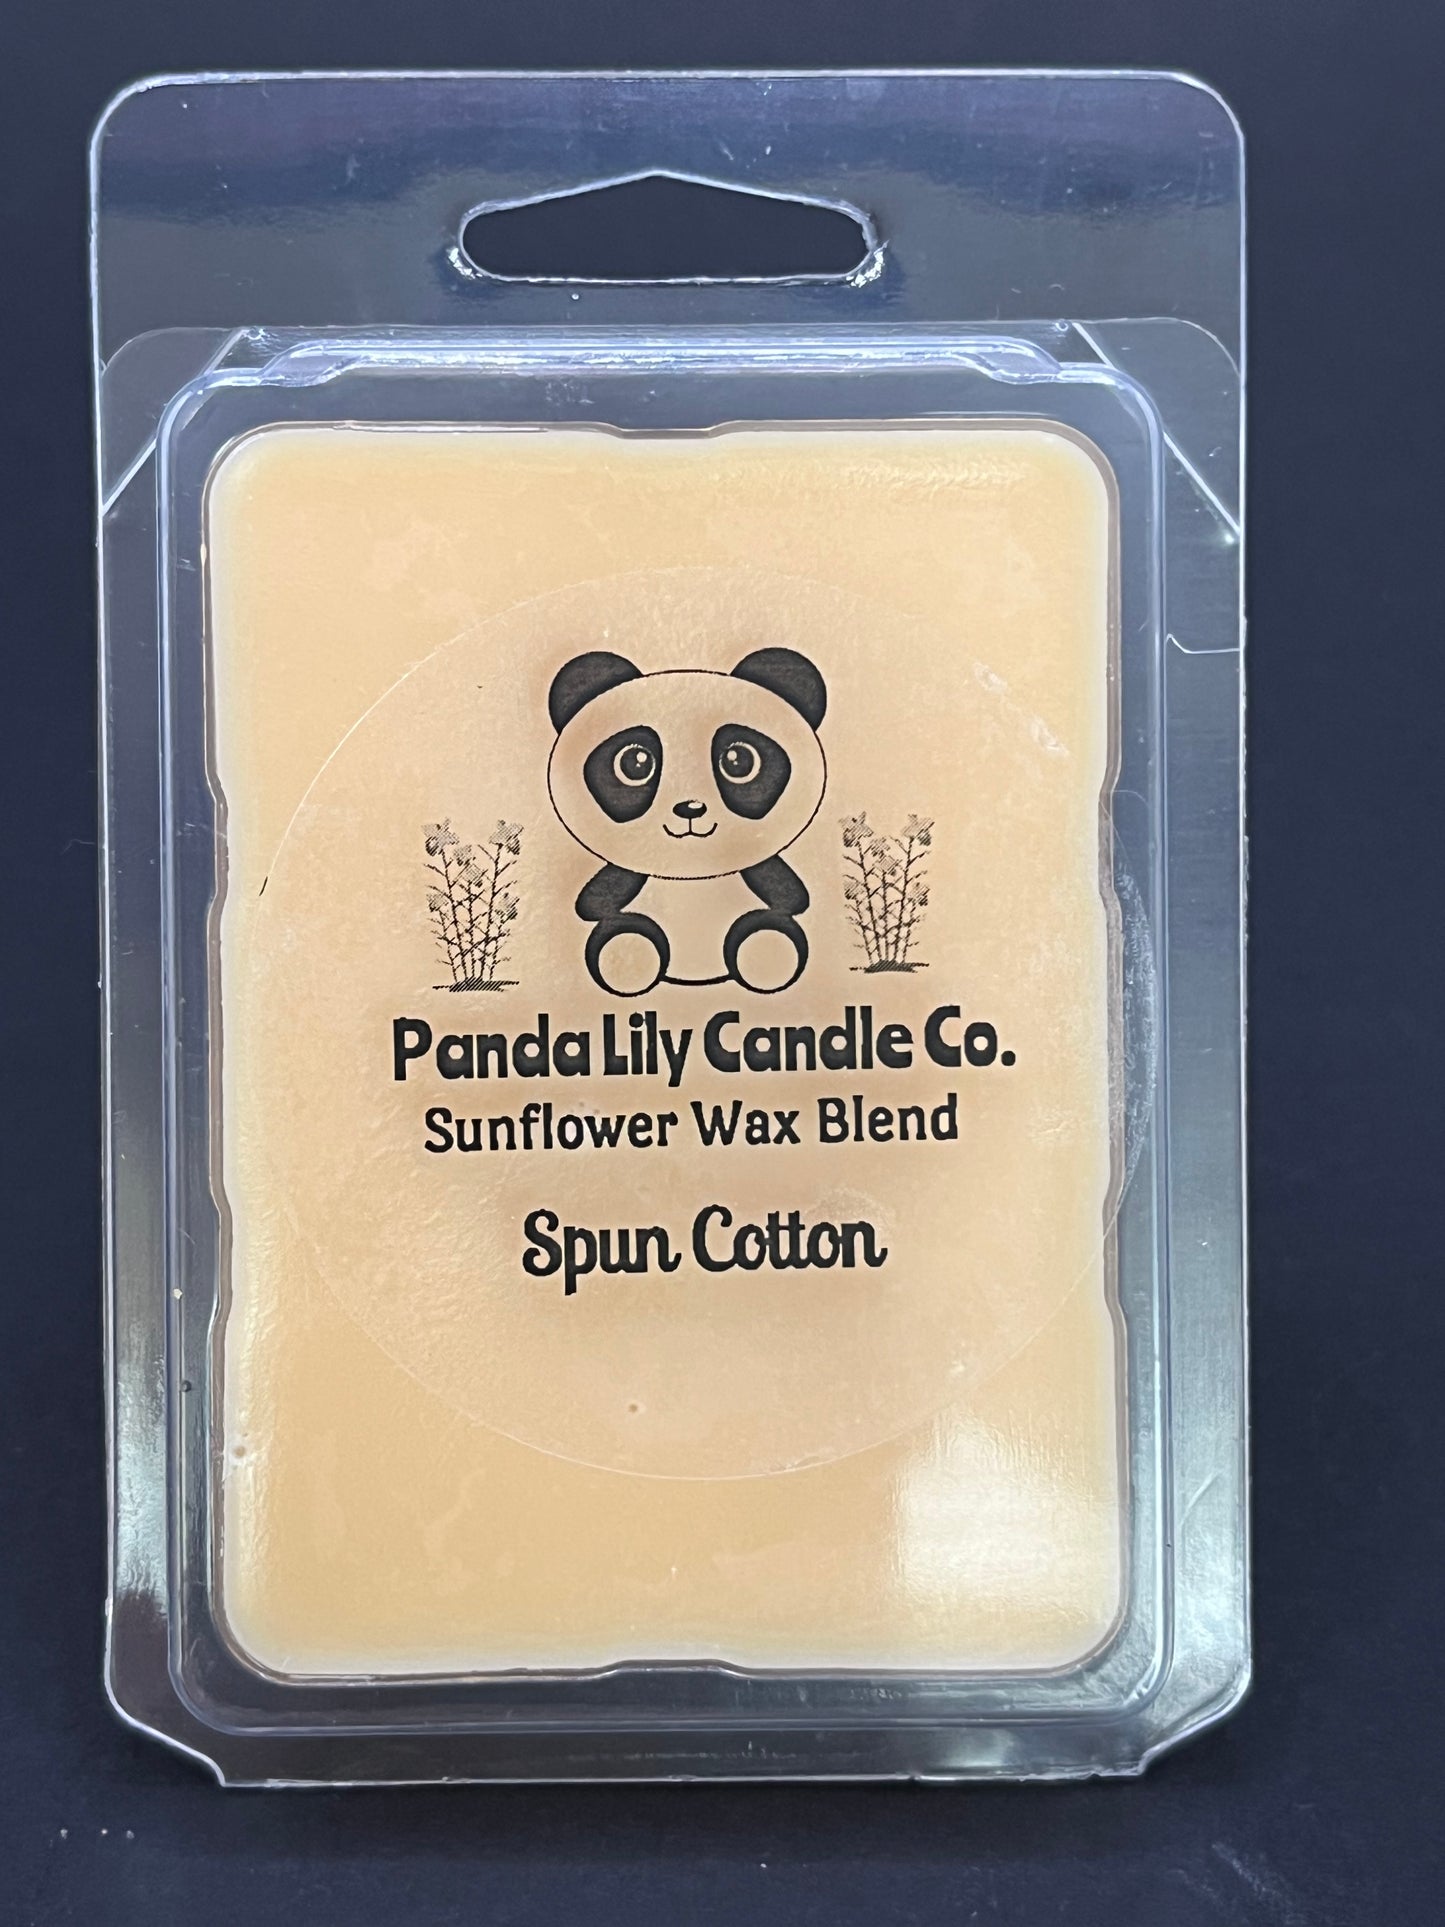 Panda Lily Candle Co.
Sunflower Wax Blend
Spun Cotton